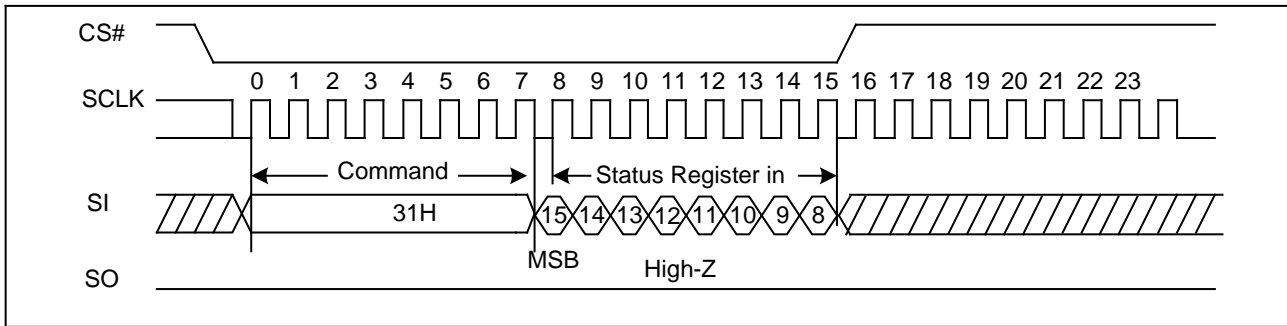 CS#
0 1 2 3 4 5 6 7 8 9 10 11 12 13 14 15 16 17 18 19 20 21 22 23
SCLK
Command Status Register in
SI 31H 15 14 13 12 11 10 9 8
MSB High-Z
SO